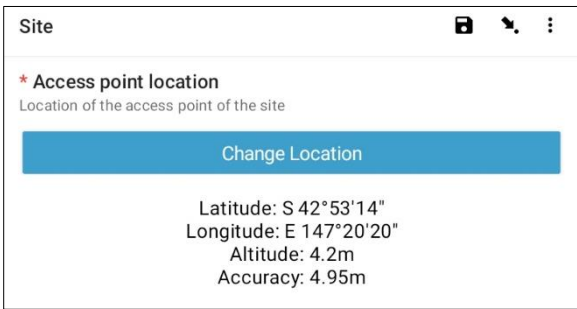 Site
* Access point location
Location of the access point of the site
Change Location
Latitude: S 42°53'14"
Longitude: E 147°20'20"
Altitude: 4.2m
Accuracy: 4.95m